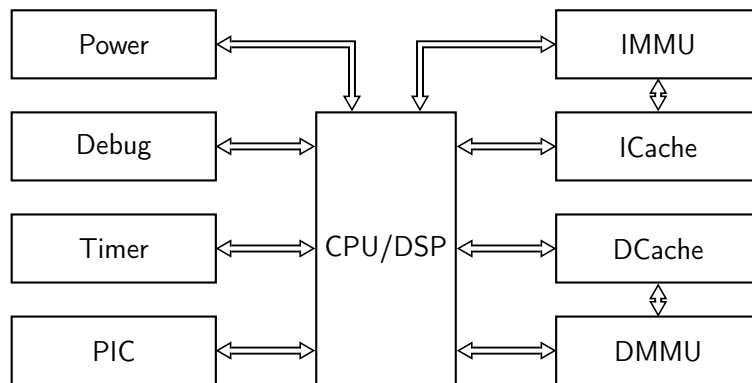 Power
IMMU
Debug
ICache
Timer
CPU/DSP
DCache
PIC
DMMU